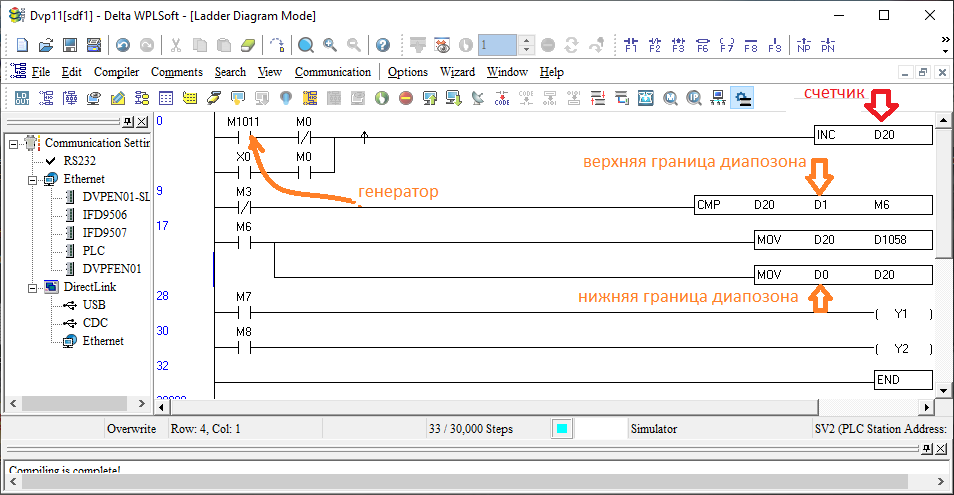 Dvp11[sdf1] - Delta WPLSoft - [Ladder Diagram Mode]
1
F1 F2 F3 F6 F7 F8 F9 NP PN
File Edit Compiler Comments Search View Communication Options Wizard Window Help
CODE CODE
счетчик
Communication Settin
RS232
Ethernet
DVPEN01-SL
IFD9506
IFD9507
PLC
DVPFEN01
DirectLink
USB
CDC
Ethernet
0
M1011 M0
INC D20
X0 M0
верхняя граница диапозона
генератор
9
M3
CMP D20 D1 M6
17
M6
MOV D20 D1058
MOV D0 D20
нижняя граница диапозона
28
M7
Y1
30
M8
Y2
32
END
Overwrite Row: 4, Col: 1 33 / 30,000 Steps Simulator SV2 (PLC Station Address:
Compiling is complete!